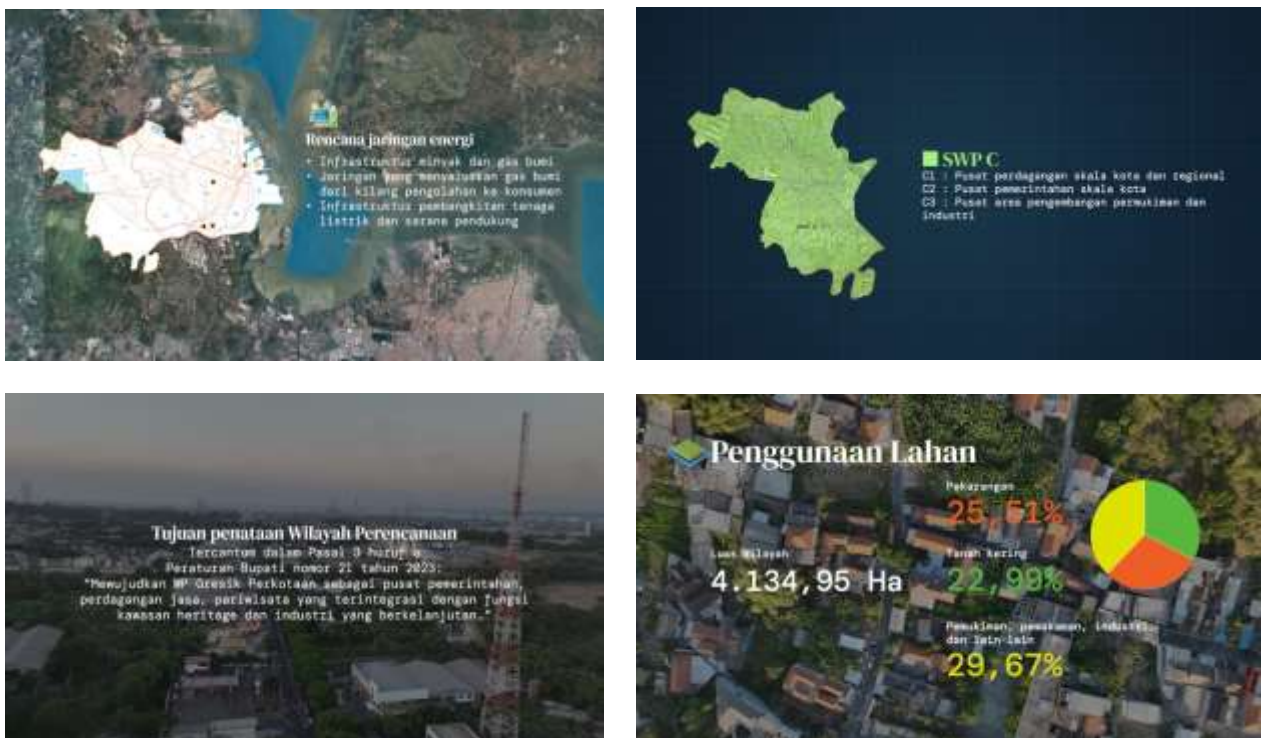 Rencana jaringan energi
• Infrastruktur minyak dan gas bumi
• Jaringan yang menyalurkan gas bumi
dari kilang pengolahan ke konsumen
• Infrastruktur pembangkitan tenaga
listrik dan sarana pendukung
SWP C
C1 : Pusat perdagangan skala kota dan regional
C2 : Pusat pemerintahan skala kota
C3 : Pusat area pengembangan permukiman dan
industri
Tujuan penataan Wilayah Perencanaan
Tercantum dalam Pasal 3 huruf a
Peraturan Bupati nomor 21 tahun 2023:
"Mewujudkan WP Gresik Perkotaan sebagai pusat pemerintahan,
perdagangan jasa, pariwisata yang terintegrasi dengan fungsi
kawasan heritage dan industri yang berkelanjutan."
Penggunaan Lahan
Pekarangan
25,51%
Luas Wilayah
4.134,95 Ha
Tanah kering
22,99%
Pemukiman, pemakaman, industri
dan lain-lain
29,67%